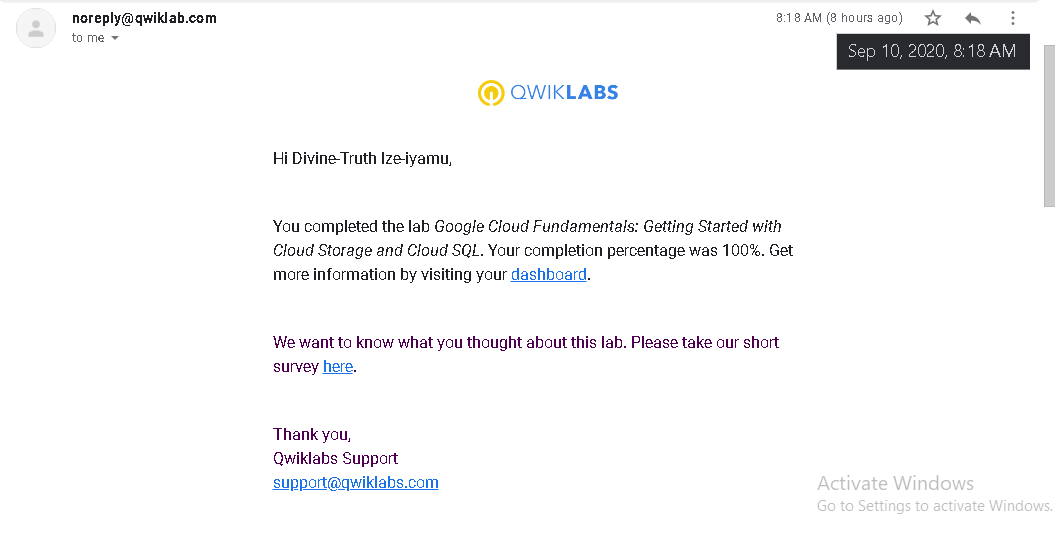 noreply@qwiklab.com
8:18 AM (8 hours ago)
to me
Sep 10, 2020, 8:18 AM
QWIKLABS
Hi Divine-Truth Ize-iyamu,
You completed the lab Google Cloud Fundamentals: Getting Started with
Cloud Storage and Cloud SQL. Your completion percentage was 100%. Get
more information by visiting your dashboard.
We want to know what you thought about this lab. Please take our short
survey here.
Thank you,
Qwiklabs Support
support@qwiklabs.com
Activate Windows
Go to Settings to activate Windows.